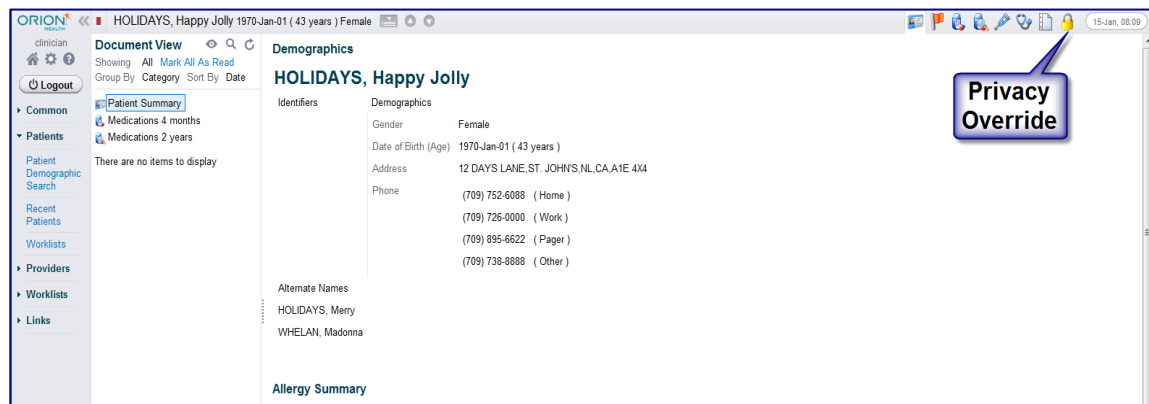 ORION HEALTH
HOLIDAYS, Happy Jolly 1970-Jan-01 ( 43 years ) Female
15-Jan, 08:09
clinician
Logout
Common
Patients
Patient
Demographic
Search
Recent
Patients
Worklists
Providers
Worklists
Links
Document View
Showing All Mark All As Read
Group By Category Sort By Date
Patient Summary
Medications 4 months
Medications 2 years
There are no items to display
Demographics
HOLIDAYS, Happy Jolly
Identifiers Demographics
Gender Female
Date of Birth (Age) 1970-Jan-01 ( 43 years )
Address 12 DAYS LANE,ST. JOHN'S,NL,CA,A1E 4X4
Phone (709) 752-6088 ( Home )
(709) 726-0000 ( Work )
(709) 895-6622 ( Pager )
(709) 738-8888 ( Other )
Alternate Names
HOLIDAYS, Merry
WHELAN, Madonna
Allergy Summary
Privacy
Override